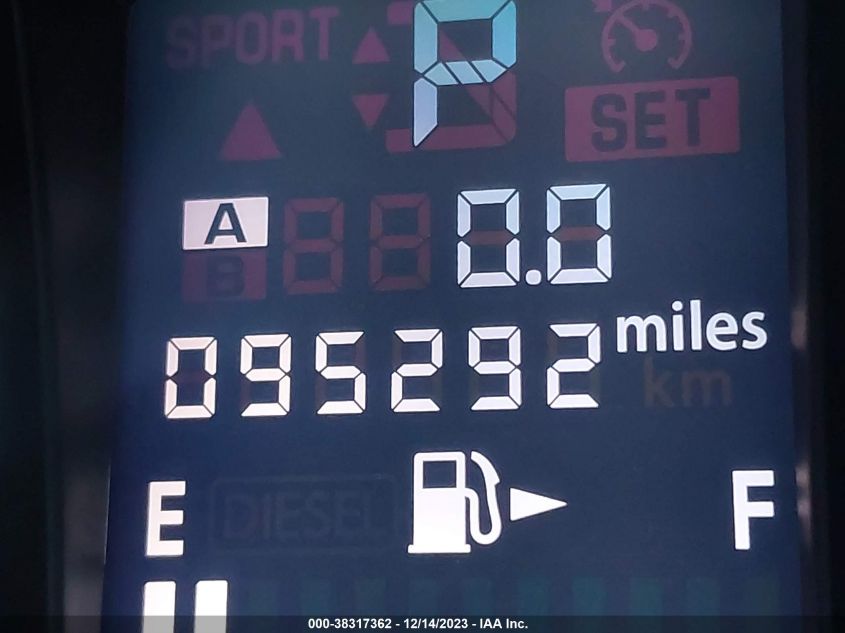 SPORT P
SET
A 0.0
B
095292 miles
km
E DIESEL F
000-38317362 - 12/14/2023 - IAA Inc.